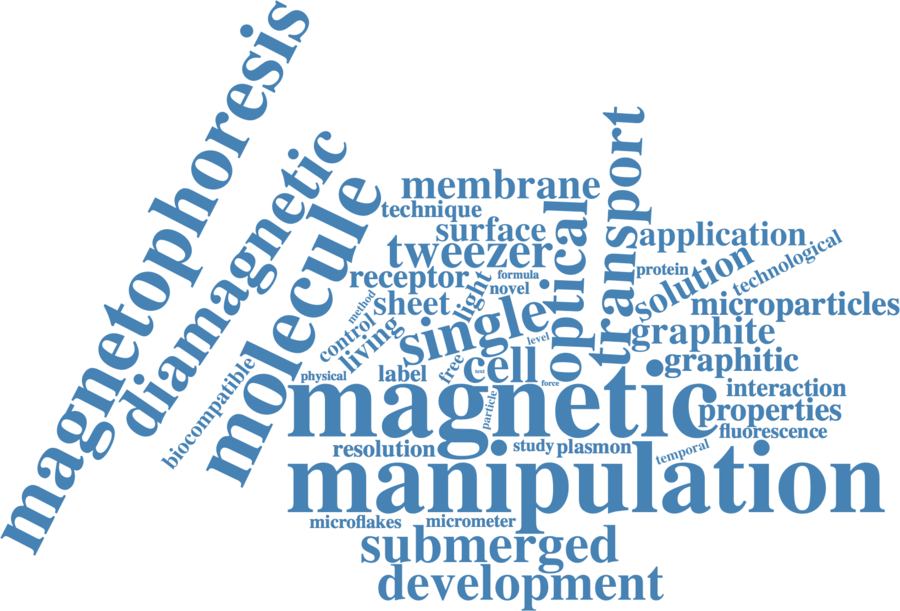 magnetophoresis
diamagnetic
molecule
biocompatible
membrane
technique
surface
tweezer
receptor
formula
novel
method
sheet
light
control
living
single
level
optical
transport
application
protein
solution
technological
microparticles
graphite
graphitic
physical
label
free
cell
text
force
interaction
magnetic
particle
properties
fluorescence
resolution
study
plasmon
temporal
manipulation
microflakes
micrometer
submerged
development